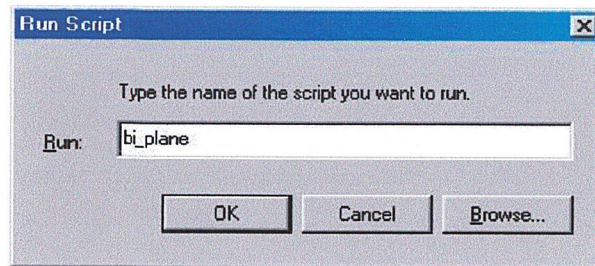 Run Script
Type the name of the script you want to run.
Run:
bi_plane
OK
Cancel
Browse...